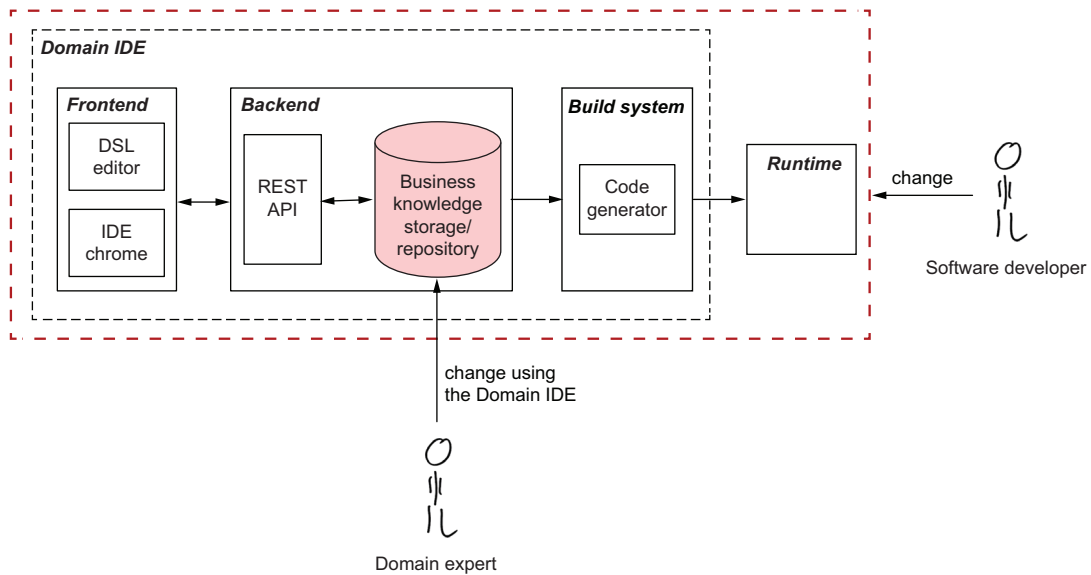 Domain IDE
Frontend
DSL
editor
IDE
chrome
Backend
REST
API
Business
knowledge
storage/
repository
Build system
Code
generator
Runtime
change
Software developer
change using
the Domain IDE
Domain expert